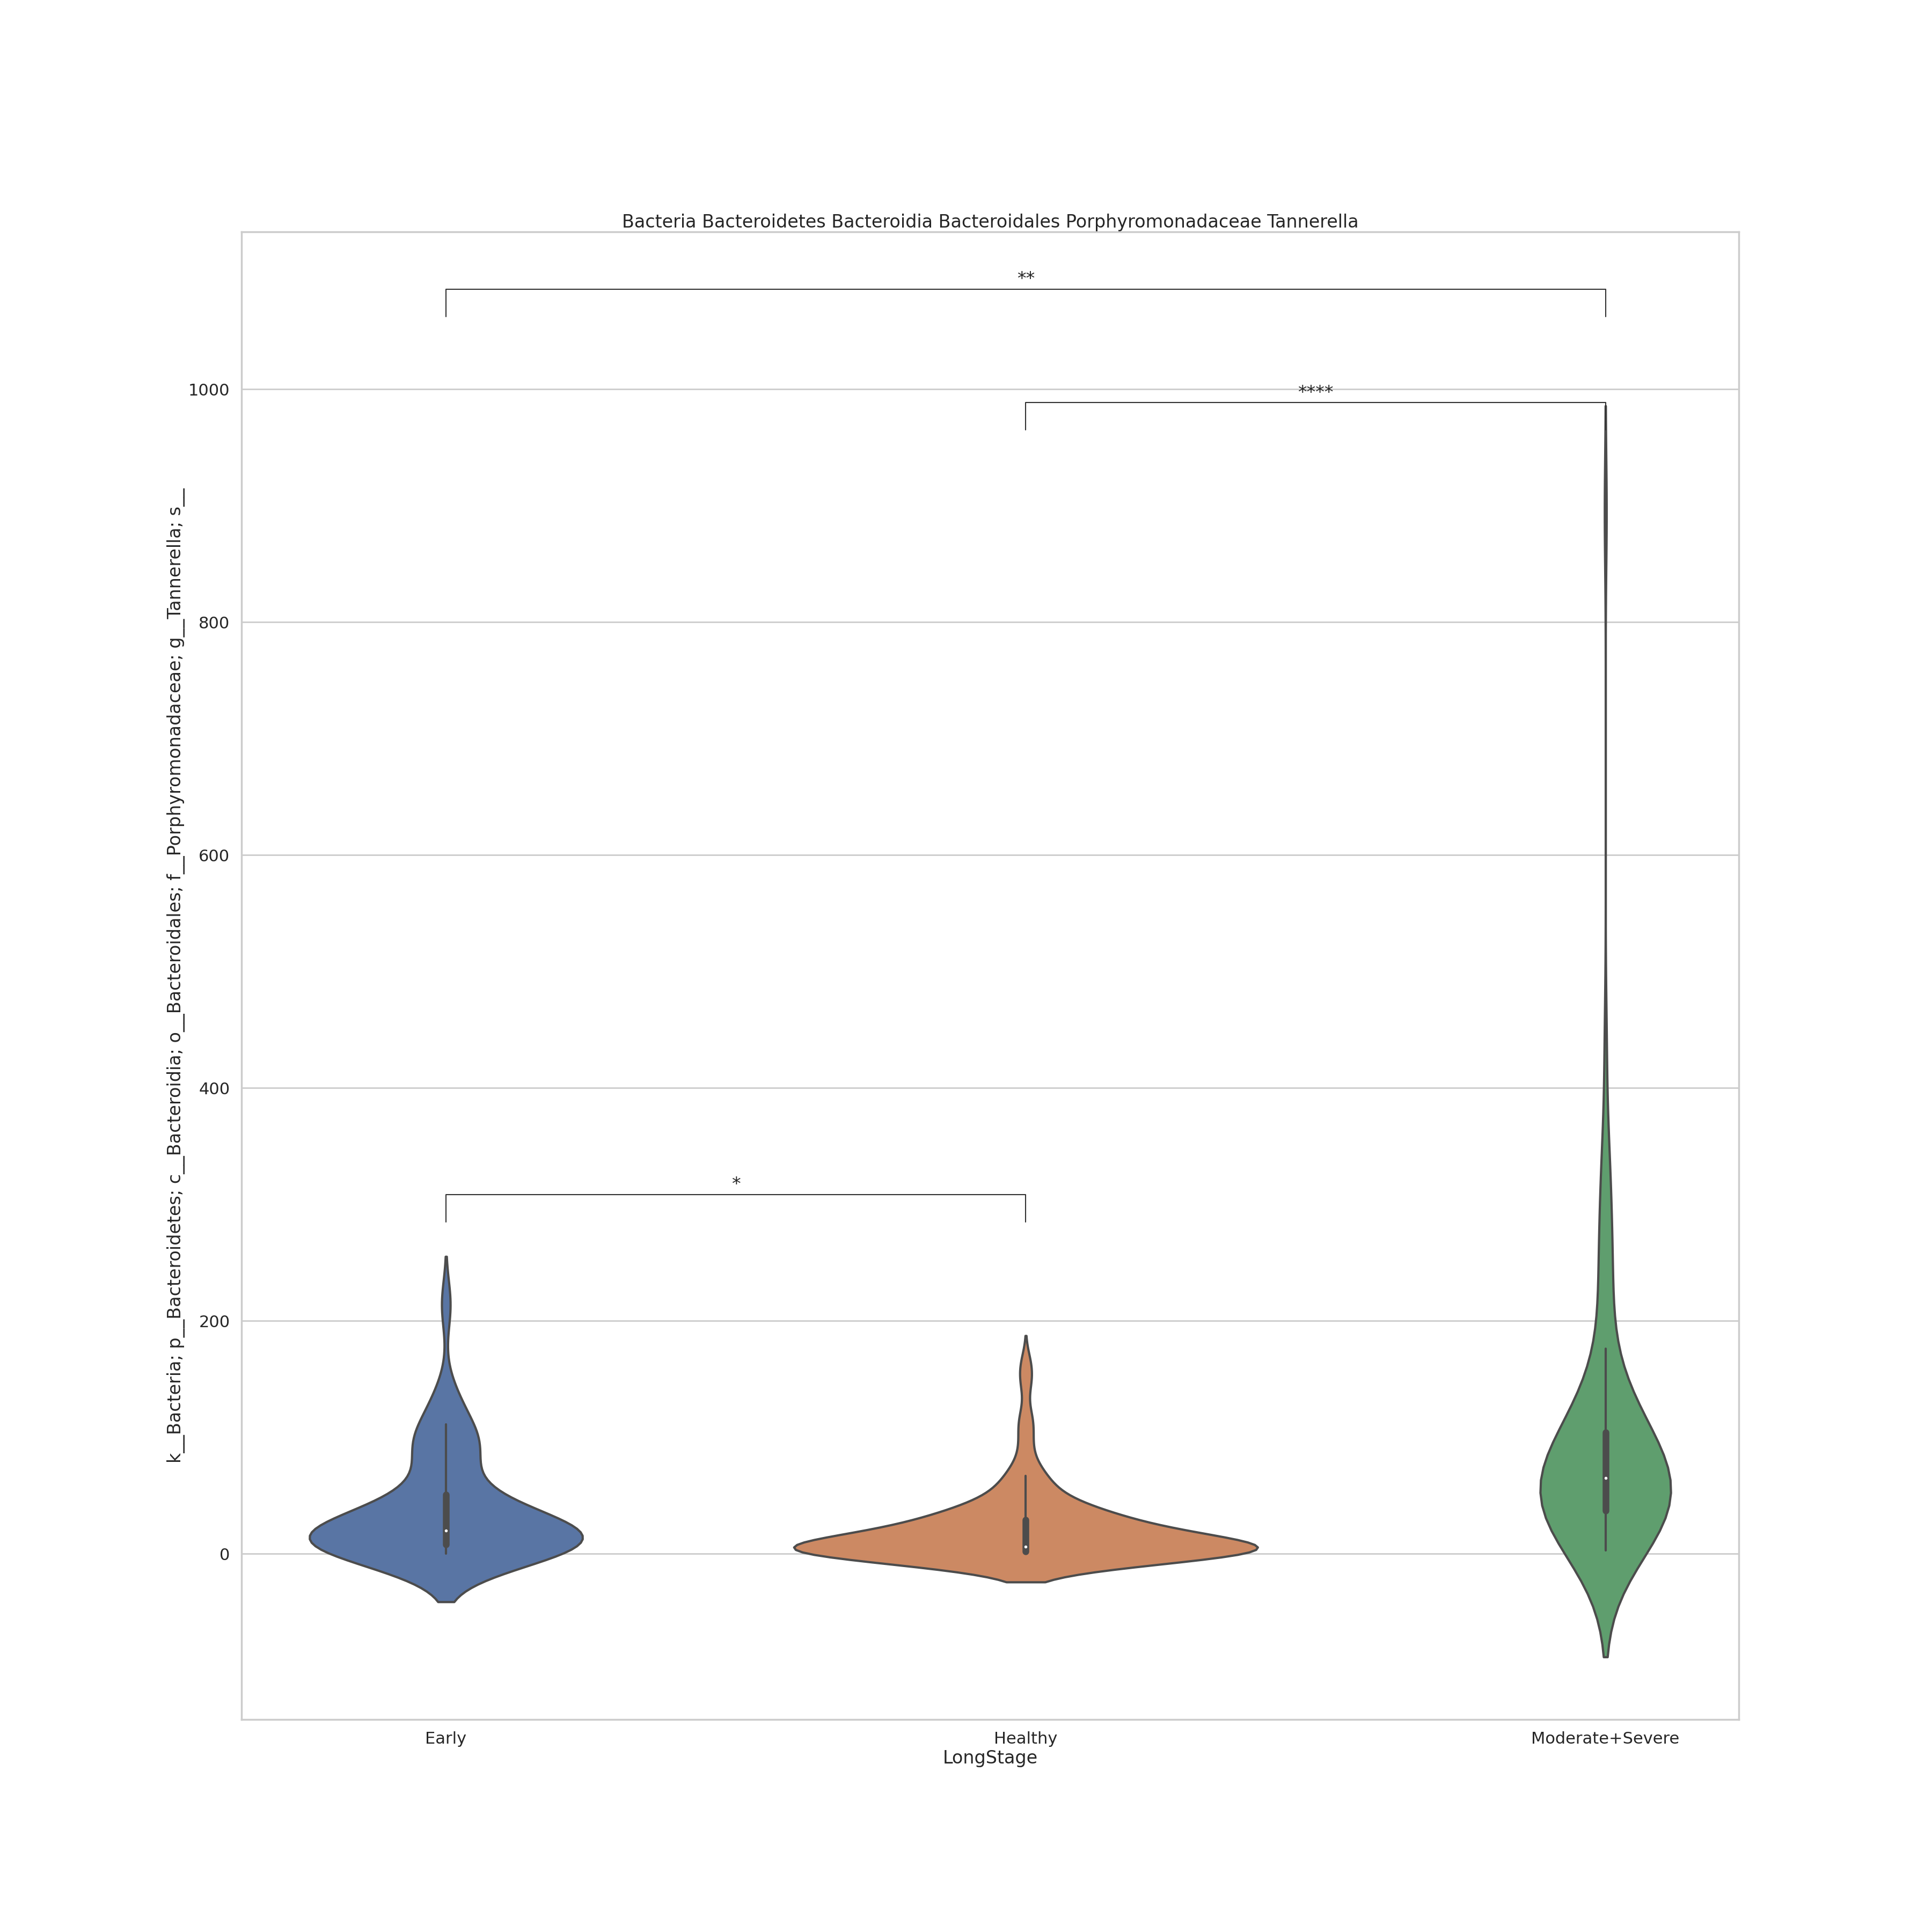 Bacteria Bacteroidetes Bacteroidia Bacteroidales Porphyromonadaceae Tannerella
**
1000
****
800
600
400
*
200
0
k__Bacteria; p__Bacteroidetes; c__Bacteroidia; o__Bacteroidales; f__Porphyromonadaceae; g__Tannerella; s__
Early Healthy Moderate+Severe
LongStage